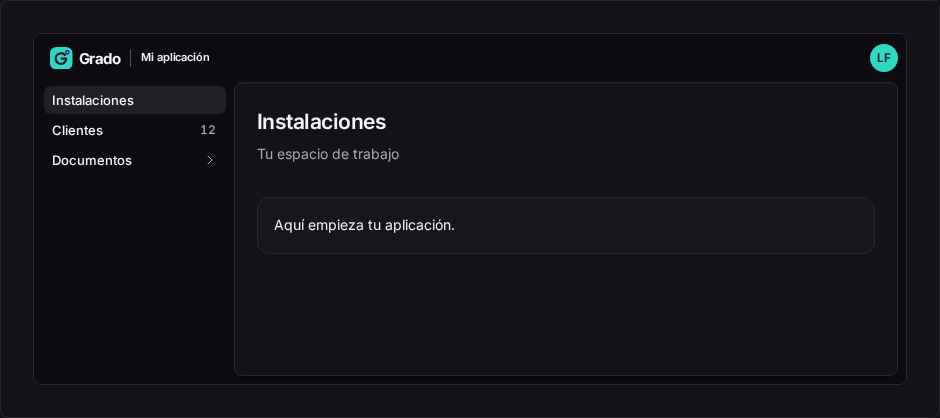 Grado
Mi aplicación
LF
Instalaciones
Clientes
12
Documentos
Instalaciones
Tu espacio de trabajo
Aquí empieza tu aplicación.